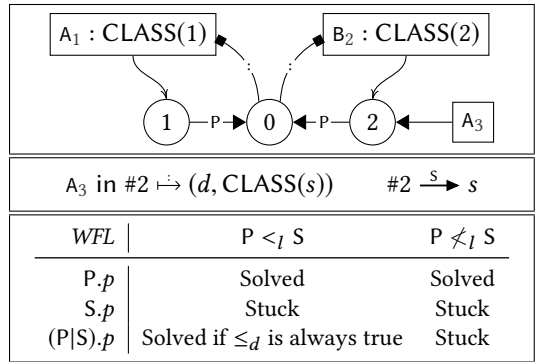 A₁ : CLASS(1) B₂ : CLASS(2)
: :
1 P 0 P 2 A₃
A₃ in #2 ⤇ (d, CLASS(s)) #2 S s
WFL P <ₗ S P ≮ₗ S
P.p Solved Solved
S.p Stuck Stuck
(P|S).p Solved if ≤d is always true Stuck